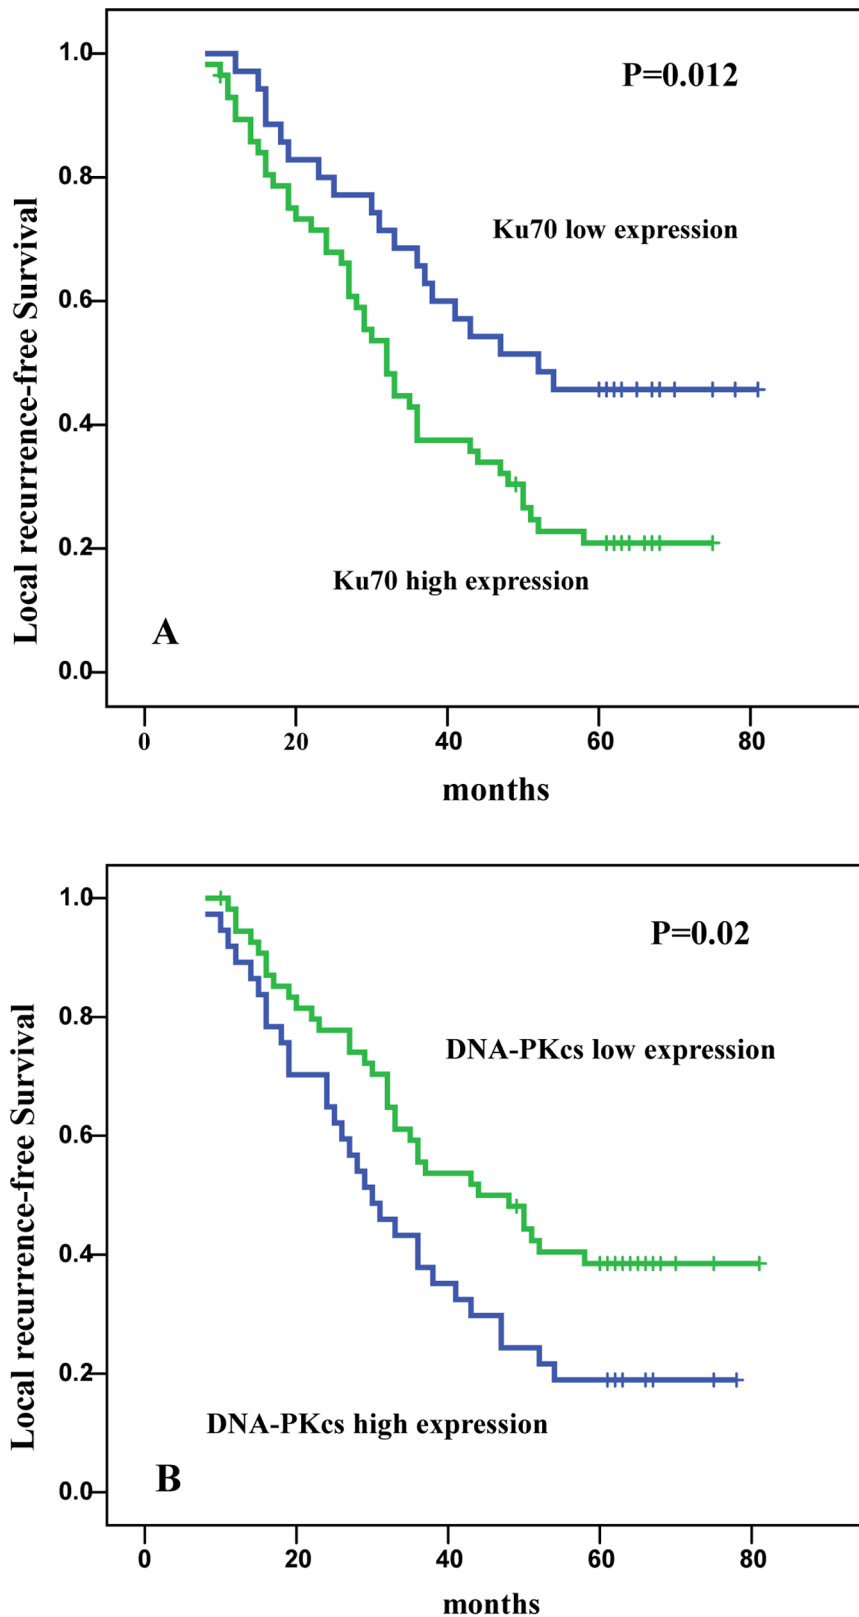 P=0.012
1.0
0.8
0.6
0.4
0.2
0.0
Local recurrence-free Survival
Ku70 low expression
Ku70 high expression
A
0 20 40 60 80
months
P=0.02
1.0
0.8
0.6
0.4
0.2
0.0
Local recurrence-free Survival
DNA-PKcs low expression
DNA-PKcs high expression
B
0 20 40 60 80
months